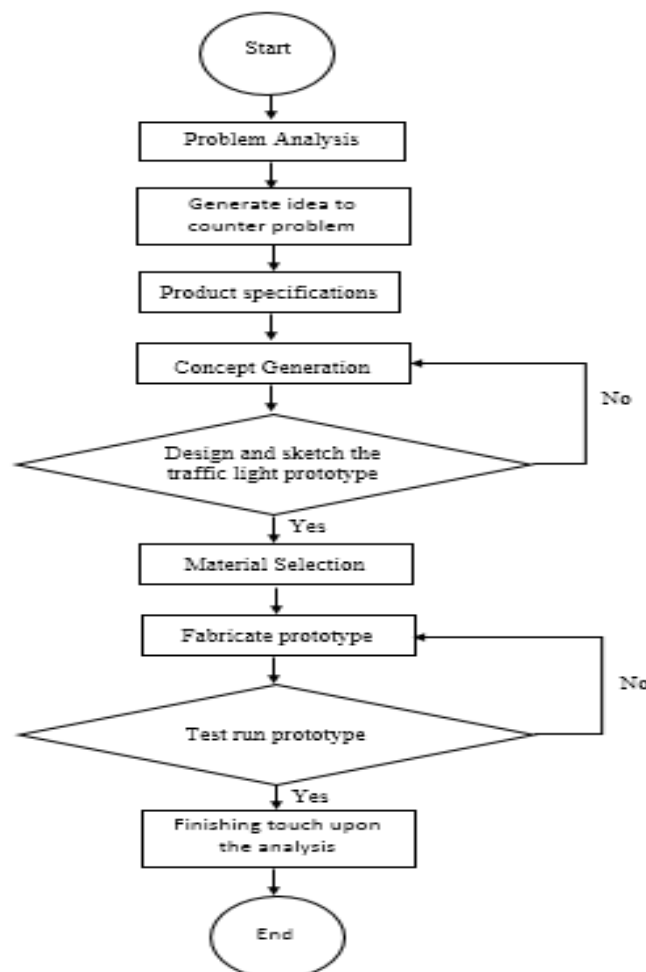 Start
Problem Analysis
Generate idea to
counter problem
Product specifications
Concept Generation
No
Design and sketch the
traffic light prototype
Yes
Material Selection
Fabricate prototype
No
Test run prototype
Yes
Finishing touch upon
the analysis
End